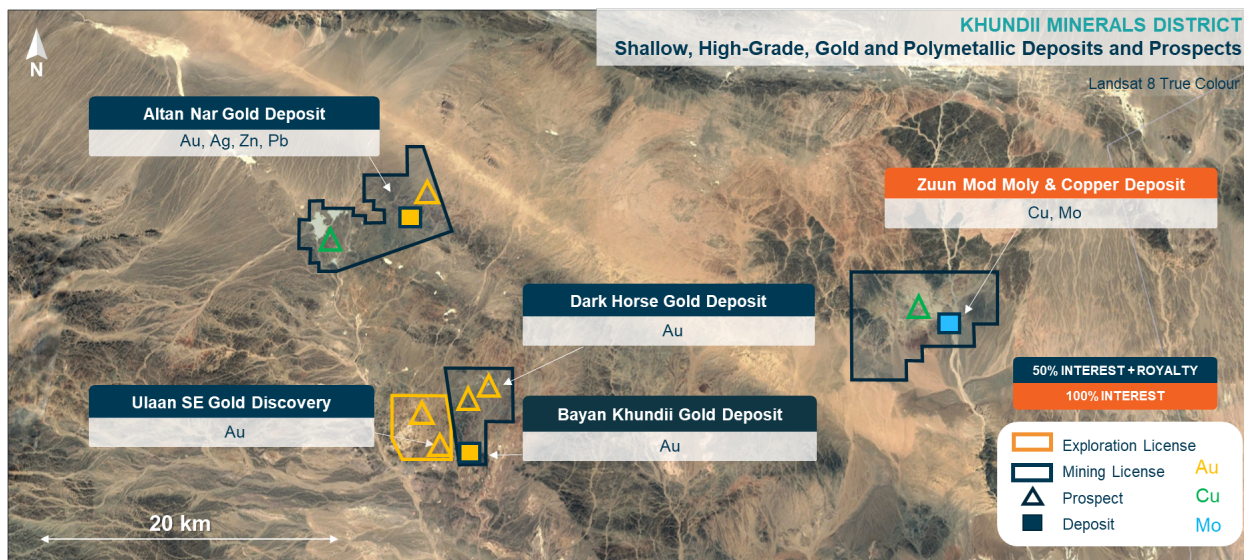 KHUNDII MINERALS DISTRICT
Shallow, High-Grade, Gold and Polymetallic Deposits and Prospects
Landsat 8 True Colour
N
Altan Nar Gold Deposit
Au, Ag, Zn, Pb
Zuun Mod Moly & Copper Deposit
Cu, Mo
Dark Horse Gold Deposit
Au
Ulaan SE Gold Discovery
Au
Bayan Khundii Gold Deposit
Au
50% INTEREST + ROYALTY
100% INTEREST
Exploration License
Mining License
Prospect
Deposit
Au
Cu
Mo
20 km